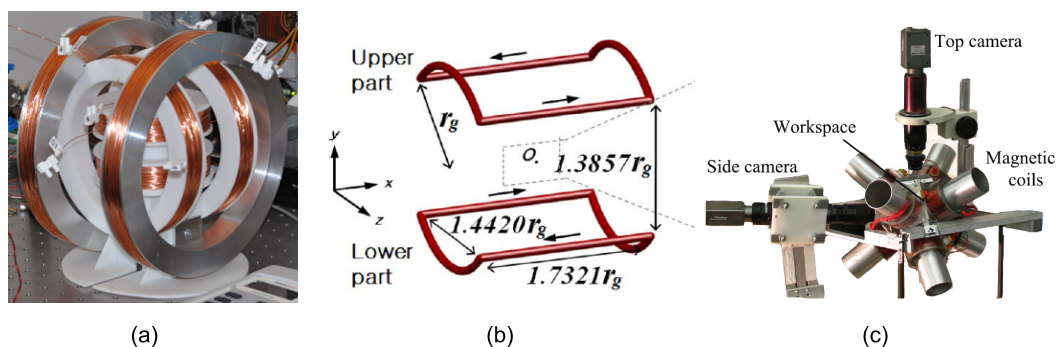 Upper
part
r_g
y
x
z
O.
1.3857r_g
1.4420r_g
Lower
part
1.7321r_g
Top camera
Workspace
Side camera
Magnetic
coils
(a)
(b)
(c)